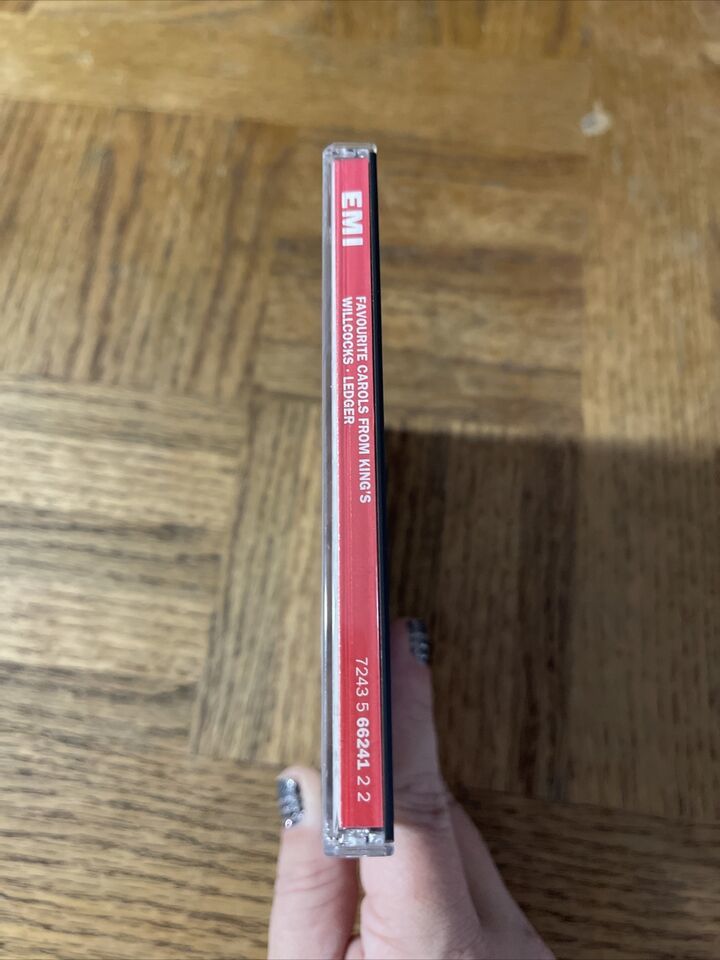 EMI
FAVOURITE CAROLS FROM KING'S
WILLCOCKS · LEDGER
7243 5 66241 2 2